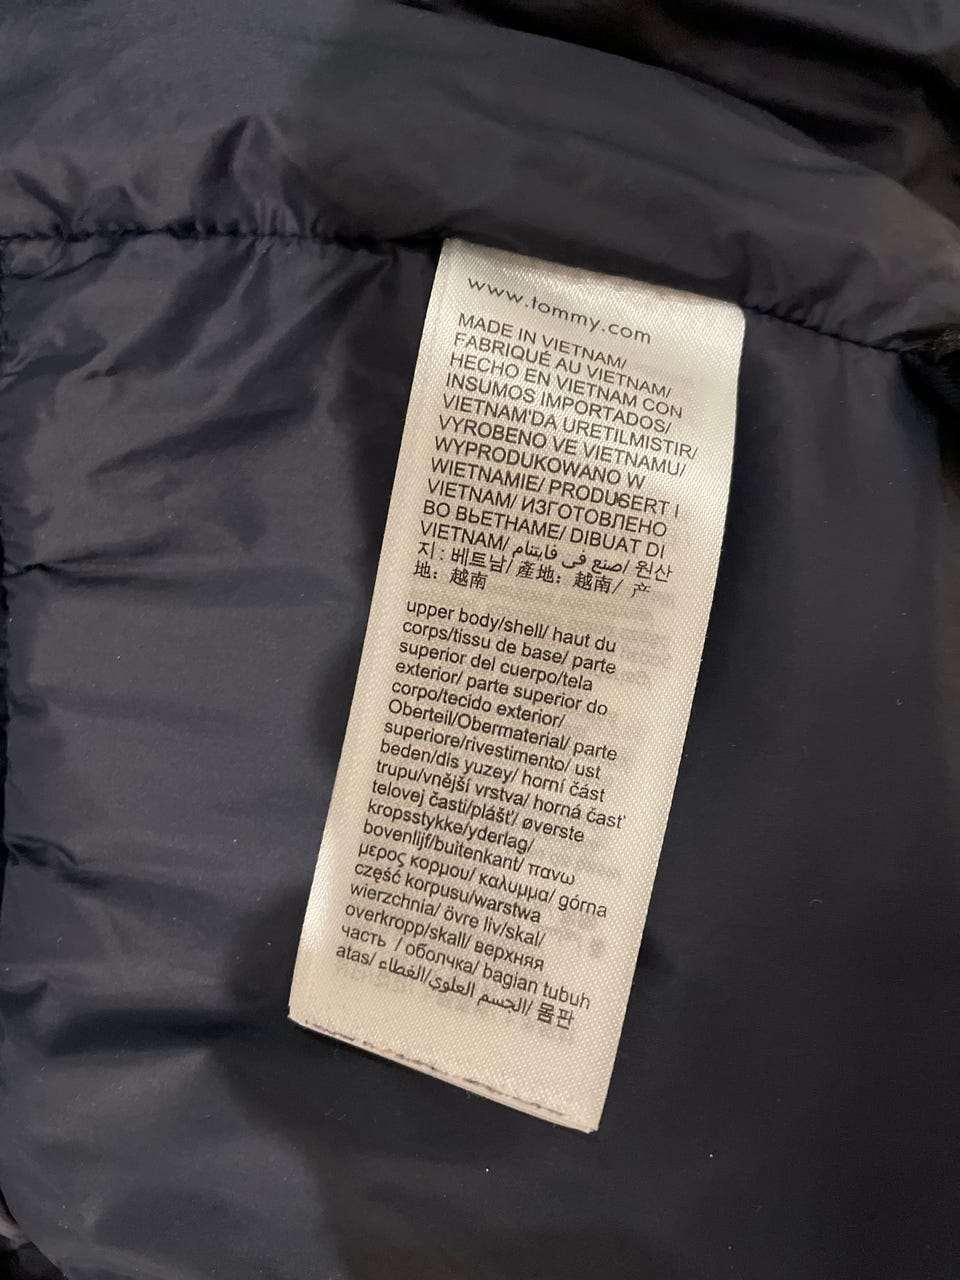 www.tommy.com
MADE IN VIETNAM/
FABRIQUÉ AU VIETNAM/
HECHO EN VIETNAM CON
INSUMOS IMPORTADOS/
VIETNAM'DA URETILMISTIR/
VYROBENO VE VIETNAMU/
WYPRODUKOWANO W
WIETNAMIE/ PRODUSERT I
VIETNAM/ ИЗГОТОВЛЕНО
ВО ВЬЕТНАМЕ/ DIBUAT DI
VIETNAM/ صنع في فايتنام/ 원산
지: 베트남/ 產地: 越南/ 产
地: 越南
upper body/shell/ haut du
corps/tissu de base/ parte
superior del cuerpo/tela
exterior/ parte superior do
corpo/tecido exterior/
Oberteil/Obermaterial/ parte
superiore/rivestimento/ ust
beden/dis yuzey/ horní část
trupu/vnější vrstva/ horná časť
telovej časti/plášť/ øverste
kropsstykke/yderlag/
bovenlijf/buitenkant/ πανω
μερος κορμου/ καλυμμα/ górna
część korpusu/warstwa
wierzchnia/ övre liv/skal/
overkropp/skall/ верхняя
часть / оболчка/ bagian tubuh
atas/ الجسم العلوي/الغطاء/ 몸판